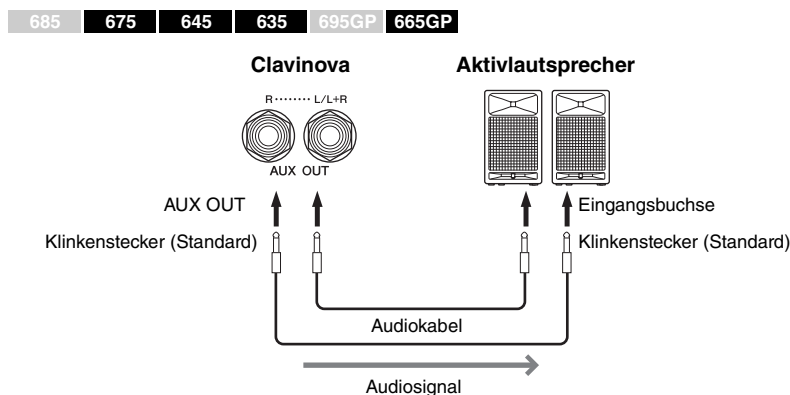 685 675 645 635 695GP 665GP
Clavinova Aktivlautsprecher
R ········ L/L+R
AUX OUT
AUX OUT Eingangsbuchse
Klinkenstecker (Standard) Klinkenstecker (Standard)
Audiokabel
Audiosignal